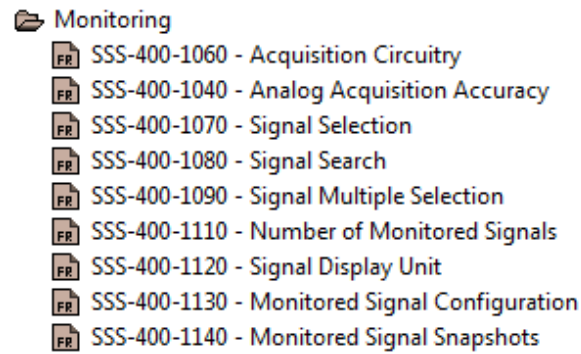 Monitoring
FR SSS-400-1060 - Acquisition Circuitry
FR SSS-400-1040 - Analog Acquisition Accuracy
FR SSS-400-1070 - Signal Selection
FR SSS-400-1080 - Signal Search
FR SSS-400-1090 - Signal Multiple Selection
FR SSS-400-1110 - Number of Monitored Signals
FR SSS-400-1120 - Signal Display Unit
FR SSS-400-1130 - Monitored Signal Configuration
FR SSS-400-1140 - Monitored Signal Snapshots